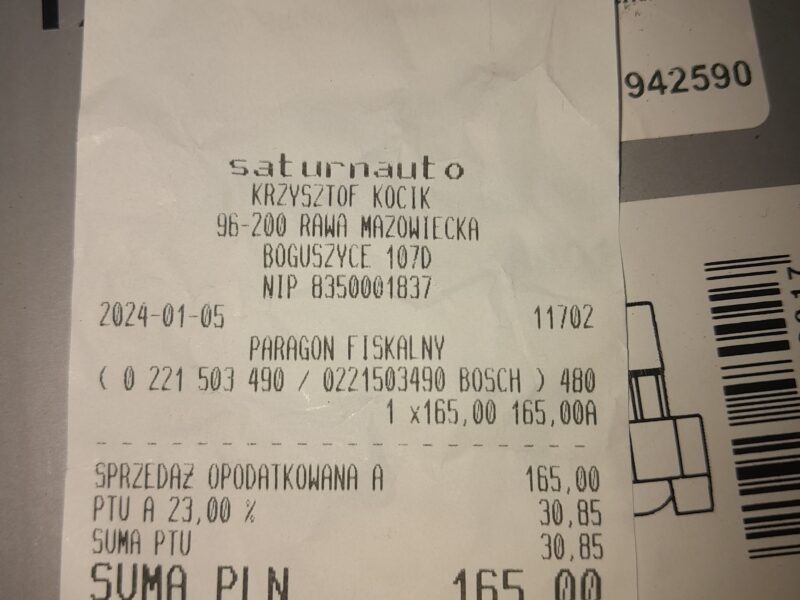 942590
saturnauto
KRZYSZTOF KOCIK
96-200 RAWA MAZOWIECKA
BOGUSZYCE 107D
NIP 8350001837
2024-01-05 11702
PARAGON FISKALNY
( 0 221 503 490 / 0221503490 BOSCH ) 480
1 x165,00 165,00A
SPRZEDAŻ OPODATKOWANA A 165,00
PTU A 23,00 % 30,85
SUMA PTU 30,85
SUMA PLN 165,00